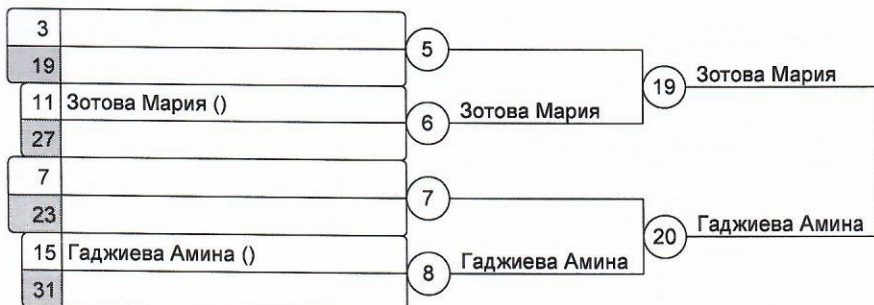 3
5
19
19 Зотова Мария
11 Зотова Мария ()
6 Зотова Мария
27
7
7
23
20 Гаджиева Амина
15 Гаджиева Амина ()
8 Гаджиева Амина
31